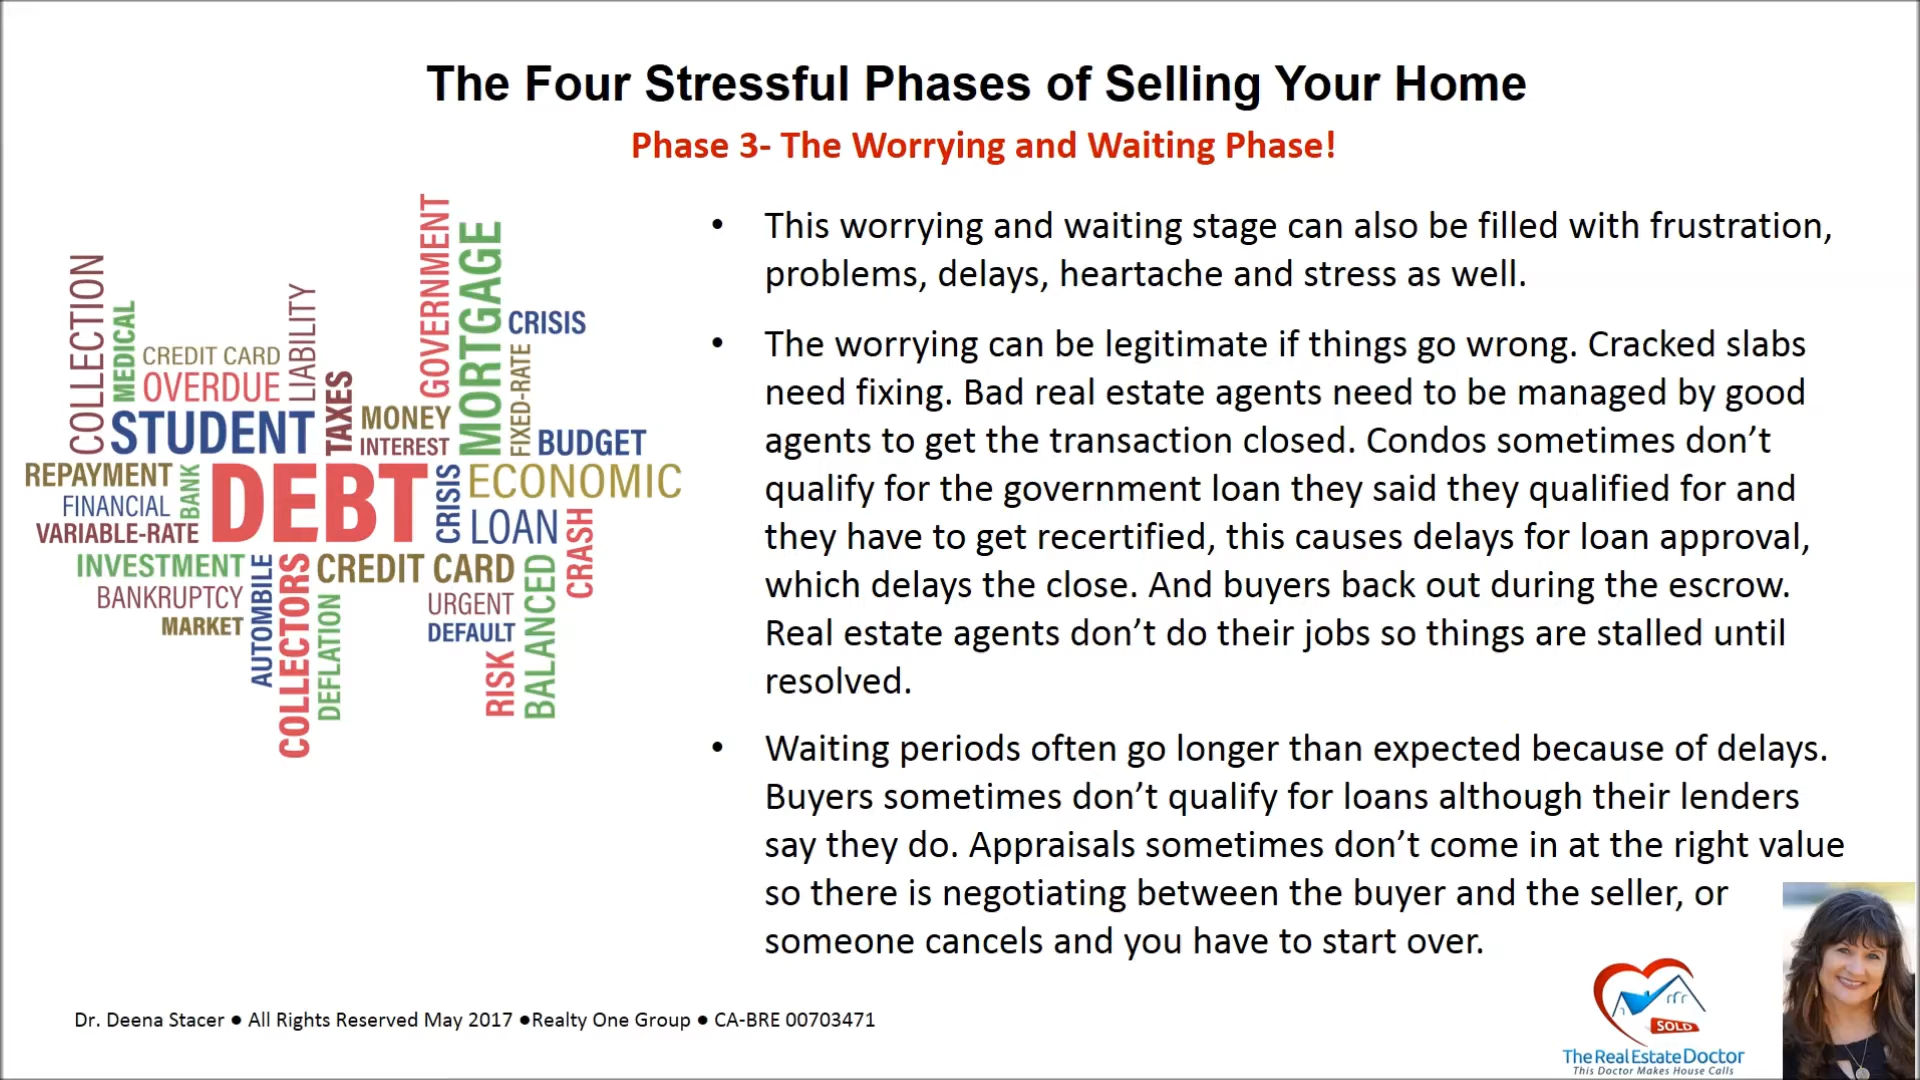 The Four Stressful Phases of Selling Your Home
Phase 3- The Worrying and Waiting Phase!
COLLECTION
MEDICAL
CREDIT CARD
OVERDUE
LIABILITY
STUDENT
TAXES
GOVERNMENT
MORTGAGE
CRISIS
FIXED-RATE
MONEY
INTEREST
BUDGET
REPAYMENT
FINANCIAL
BANK
VARIABLE-RATE
DEBT
CRISIS
ECONOMIC
LOAN
CRASH
INVESTMENT
BANKRUPTCY
MARKET
AUTOMBILE
COLLECTORS
DEFLATION
CREDIT CARD
URGENT
DEFAULT
RISK
BALANCED
• This worrying and waiting stage can also be filled with frustration,
problems, delays, heartache and stress as well.
• The worrying can be legitimate if things go wrong. Cracked slabs
need fixing. Bad real estate agents need to be managed by good
agents to get the transaction closed. Condos sometimes don’t
qualify for the government loan they said they qualified for and
they have to get recertified, this causes delays for loan approval,
which delays the close. And buyers back out during the escrow.
Real estate agents don’t do their jobs so things are stalled until
resolved.
• Waiting periods often go longer than expected because of delays.
Buyers sometimes don’t qualify for loans although their lenders
say they do. Appraisals sometimes don’t come in at the right value
so there is negotiating between the buyer and the seller, or
someone cancels and you have to start over.
Dr. Deena Stacer ● All Rights Reserved May 2017 ●Realty One Group ● CA-BRE 00703471
SOLD
The Real Estate Doctor
This Doctor Makes House Calls